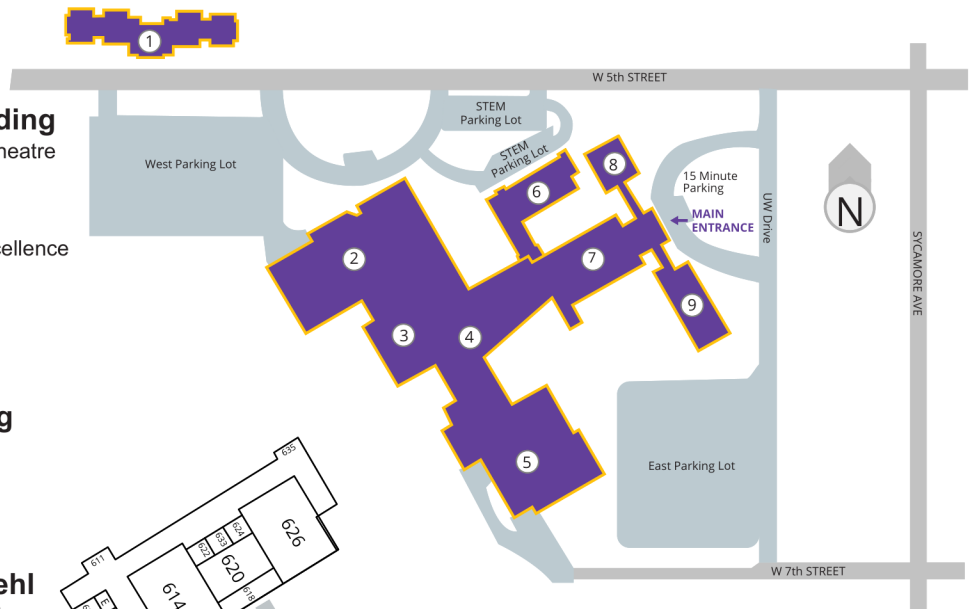 1
W 5th STREET
ding
heatre
STEM
Parking Lot
West Parking Lot
STEM
Parking Lot
8
15 Minute
Parking
6
MAIN
ENTRANCE
UW Drive
N
ellence
2
7
SYCAMORE AVE
9
3
4
g
5
East Parking Lot
635
626
624
633
622
611
620
618
614
E
W 7th STREET
ehl